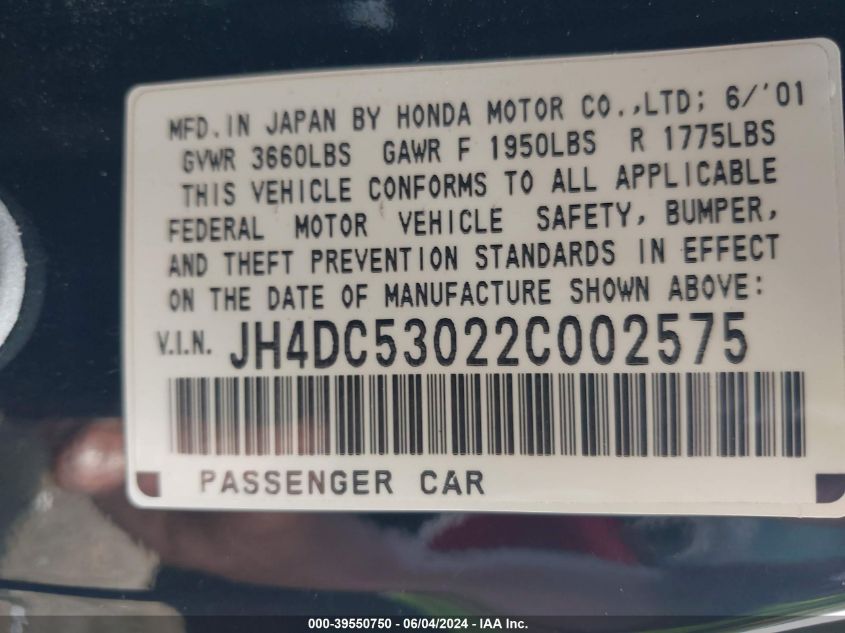 MFD.IN JAPAN BY HONDA MOTOR CO.,LTD; 6/'01
GVWR 3660LBS GAWR F 1950LBS R 1775LBS
THIS VEHICLE CONFORMS TO ALL APPLICABLE
FEDERAL MOTOR VEHICLE SAFETY, BUMPER,
AND THEFT PREVENTION STANDARDS IN EFFECT
ON THE DATE OF MANUFACTURE SHOWN ABOVE:
V.I.N. JH4DC53022C002575
PASSENGER CAR
000-39550750 - 06/04/2024 - IAA Inc.